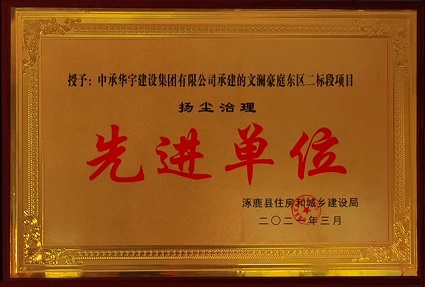 授予：中承华宇建设集团有限公司承建的文澜豪庭东区二标段项目
扬尘治理
先进单位
涿鹿县住房和城乡建设局
二〇二一年三月